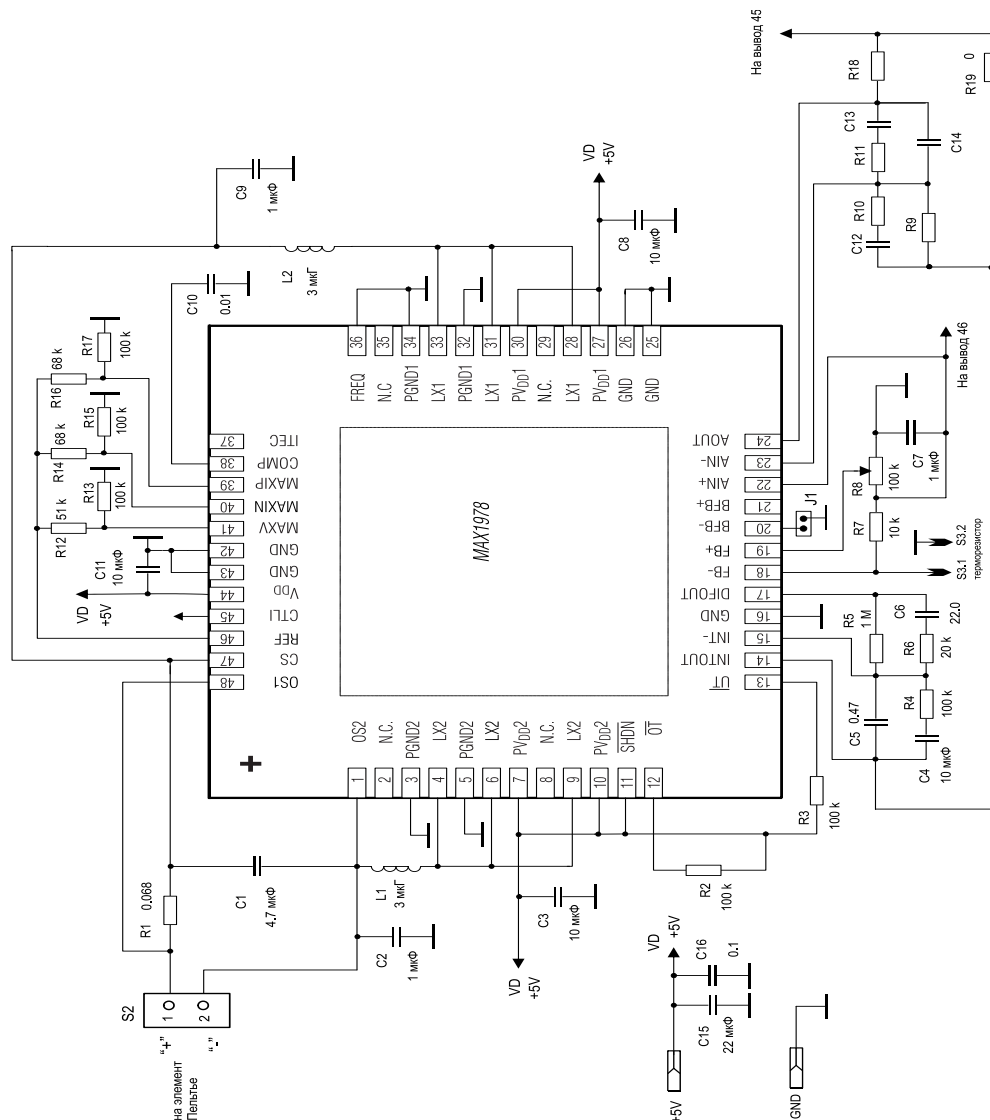 На вывод 45
R18
0
R19
C13
R11
C14
R10
C12
R9
C9
1 мкФ
VD
+5V
C8
10 мкФ
L2
3 мкГ
C10
0.01
R17
100 k
68 k
R16
R15
100 k
68 k
R14
R13
100 k
51 k
R12
C11
10 мкФ
VD
+5V
36
35
34
33
32
31
30
29
28
27
26
25
FREQ
N.C
PGND1
LX1
PGND1
LX1
PVDD1
N.C.
LX1
PVDD1
GND
GND
37
38
39
40
41
42
43
44
45
46
47
48
ITEC
COMP
MAXIP
MAXIN
MAXV
GND
GND
VDD
CTLI
REF
CS
OS1
MAX1978
AOUT
AIN-
AIN+
BFB+
BFB-
FB+
FB-
DIFOUT
GND
INT-
INTOUT
UT
24
23
22
21
20
19
18
17
16
15
14
13
OS2
N.C.
PGND2
LX2
PGND2
LX2
PVDD2
N.C.
LX2
PVDD2
SHDN
OT
1
2
3
4
5
6
7
8
9
10
11
12
+
На вывод 46
C7
1 мкФ
R8
100 k
R7
10 k
J1
S3.2
S3.1
терморезистор
R5
1 M
C6
22.0
R6
20 k
C5 0.47
R4
100 k
C4
10 мкФ
R3
100 k
R2
100 k
C1
4.7 мкФ
L1
3 мкГ
R1 0.068
C2
1 мкФ
C3
10 мкФ
VD
+5V
S2
1
2
"+"
"-"
на элемент
Пельтье
VD
+5V
C16
0.1
C15
22 мкФ
+5V
GND